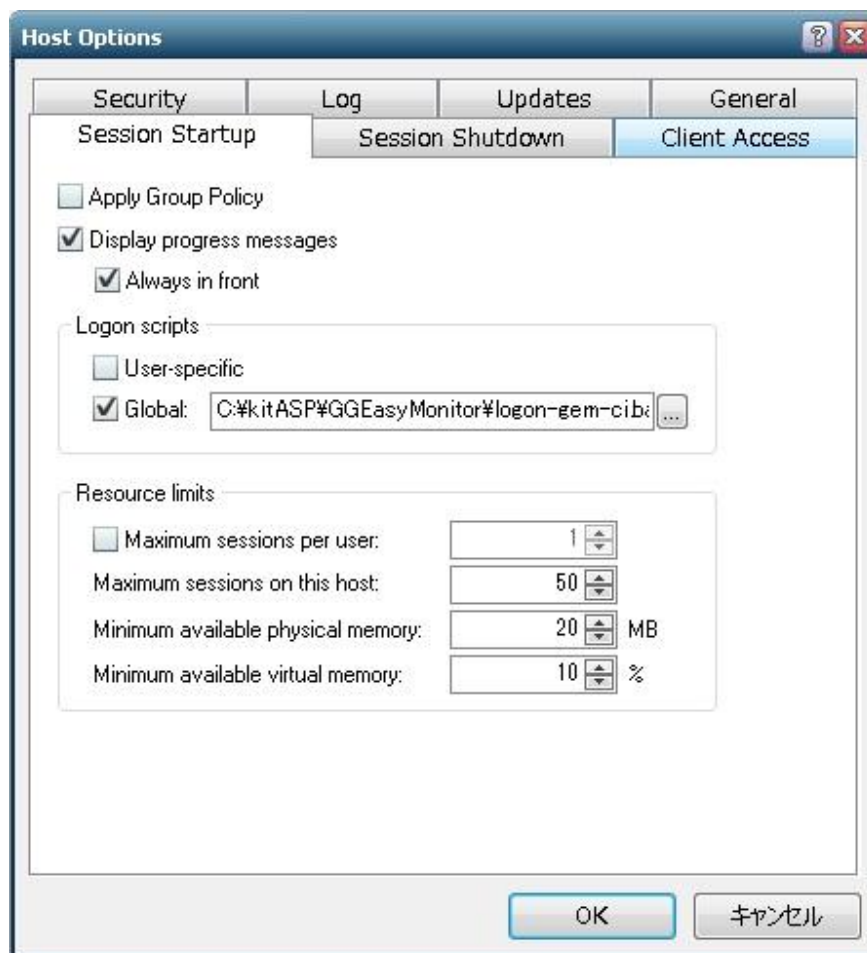 Host Options
Security Log Updates General
Session Startup Session Shutdown Client Access
Apply Group Policy
Display progress messages
Always in front
Logon scripts
User-specific
Global: C:¥kitASP¥GGEasyMonitor¥logon-gem-ci.ba ...
Resource limits
Maximum sessions per user: 1
Maximum sessions on this host: 50
Minimum available physical memory: 20 MB
Minimum available virtual memory: 10 %
OK キャンセル